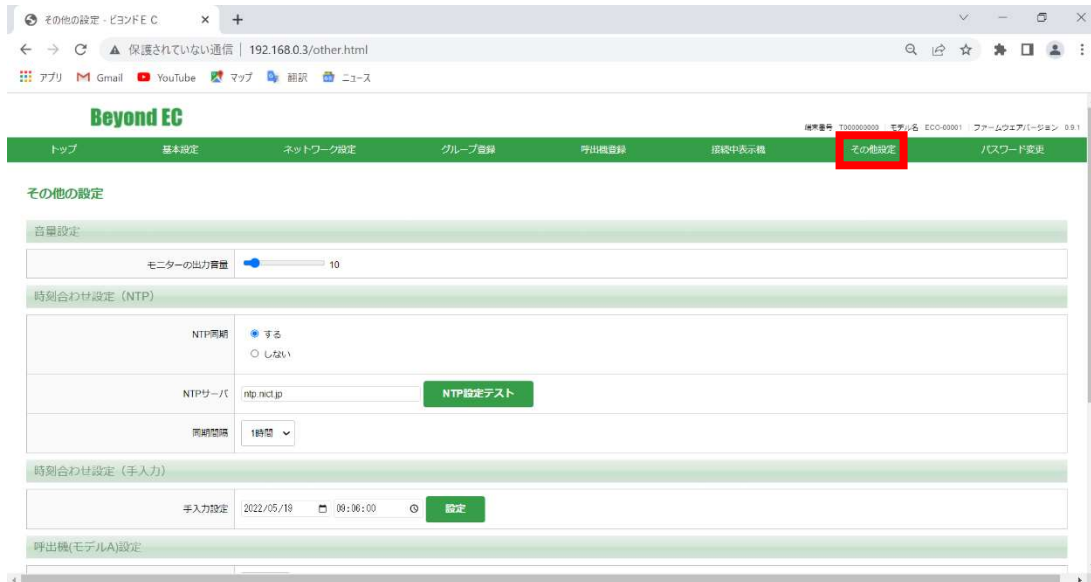 その他の設定 - ビヨンドE C
保護されていない通信 192.168.0.3/other.html
アプリ Gmail YouTube マップ 翻訳 ニュース
Beyond EC
端末番号 T000000000 モデル名 ECO-00001 ファームウエアバージョン 0.9.1
トップ 基本設定 ネットワーク設定 グループ登録 呼出機登録 接続中表示機 その他設定 パスワード変更
その他の設定
音量設定
モニターの出力音量 10
時刻合わせ設定（NTP）
NTP同期 する
しない
NTPサーバ ntp.nict.jp NTP設定テスト
同期間隔 1時間
時刻合わせ設定（手入力）
手入力設定 2022/05/19 09:06:00 設定
呼出機(モデルA)設定